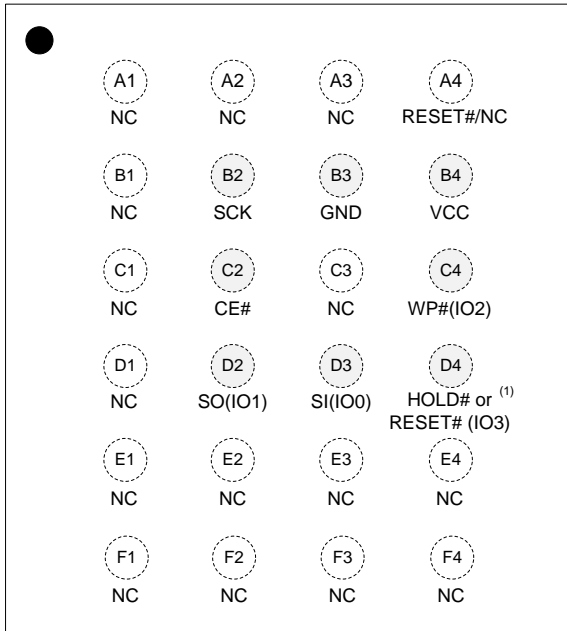 A1 A2 A3 A4
NC NC NC RESET#/NC
B1 B2 B3 B4
NC SCK GND VCC
C1 C2 C3 C4
NC CE# NC WP#(IO2)
D1 D2 D3 D4
NC SO(IO1) SI(IO0) HOLD# or (1)
RESET# (IO3)
E1 E2 E3 E4
NC NC NC NC
F1 F2 F3 F4
NC NC NC NC